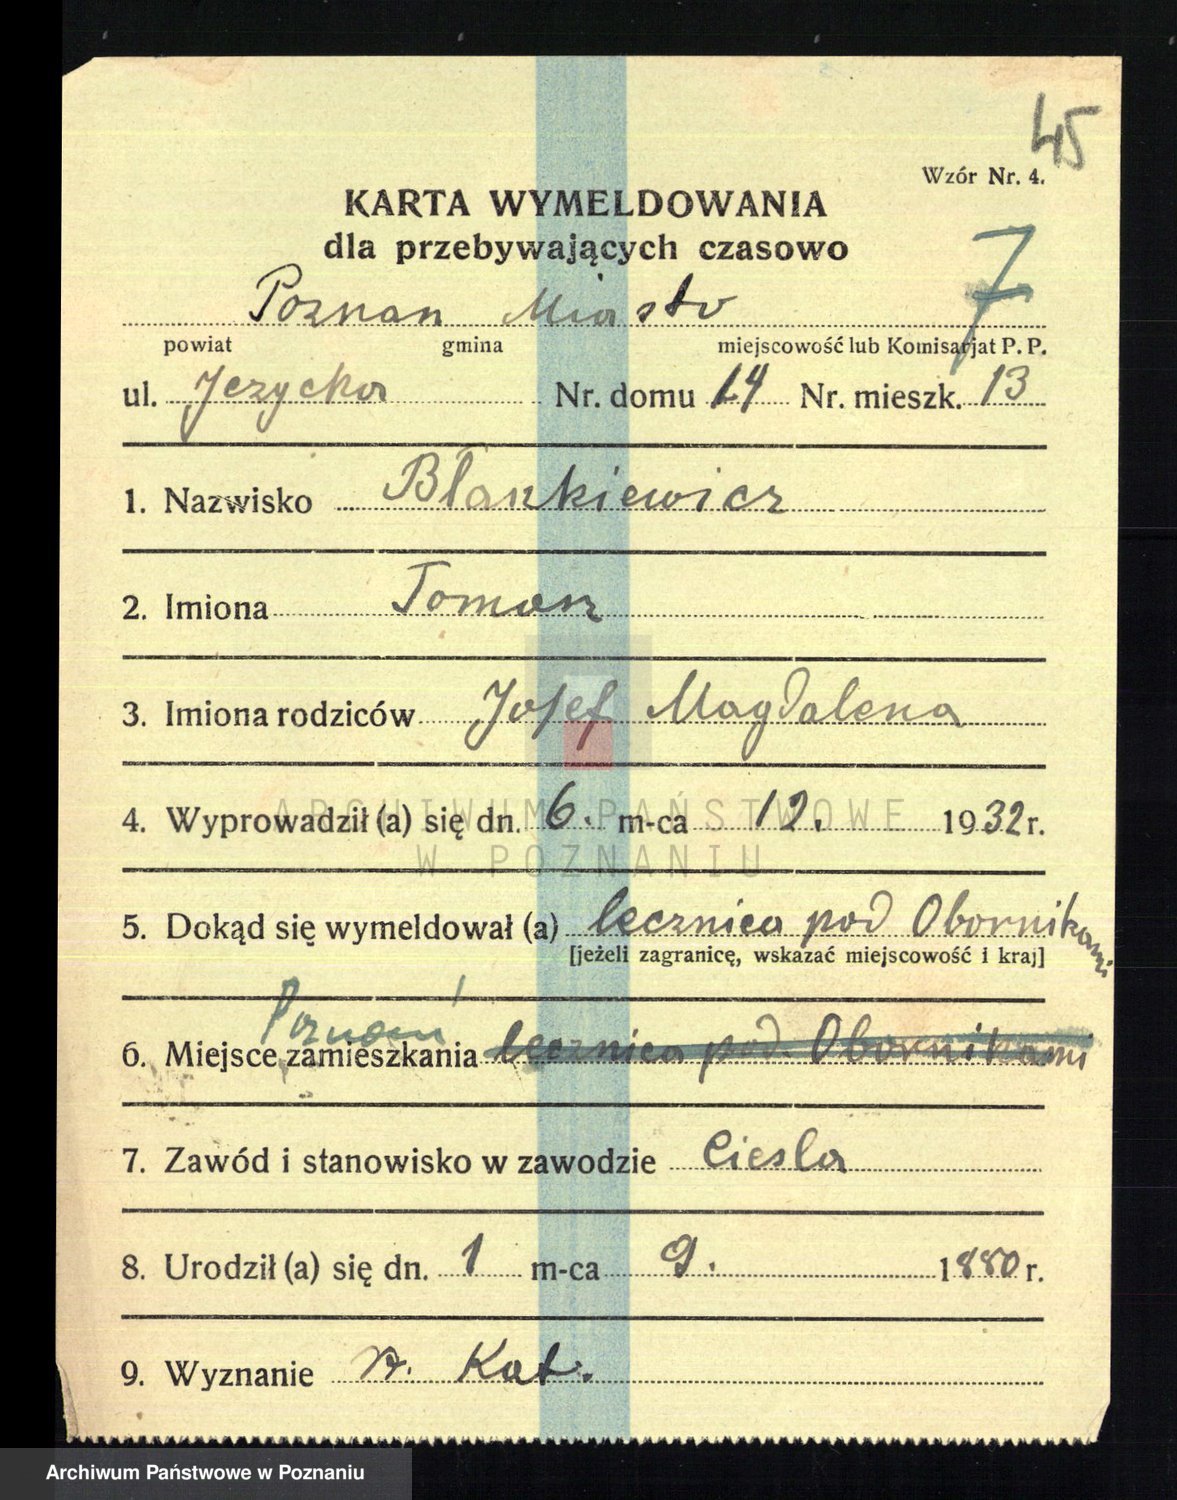 45
Wzór Nr. 4.
KARTA WYMELDOWANIA
dla przebywających czasowo
7
Poznan Miasto
powiat gmina miejscowość lub Komisarjat P. P.
ul. Jezycka Nr. domu 14 Nr. mieszk. 13
1. Nazwisko Błankiewicz
2. Imiona Tomasz
3. Imiona rodziców Josef Magdalena
4. Wyprowadził (a) się dn. 6. m-ca 12. 1932 r.
ARCHIWUM PAŃSTWOWE
W POZNANIU
5. Dokąd się wymeldował (a) lecznica pod Obornikami
[jeżeli zagranicę, wskazać miejscowość i kraj]
Poznań
6. Miejsce zamieszkania lecznica pod. Obornikami
7. Zawód i stanowisko w zawodzie Ciesla
8. Urodził (a) się dn. 1 m-ca 9. 1880 r.
9. Wyznanie r. Kat.
Archiwum Państwowe w Poznaniu